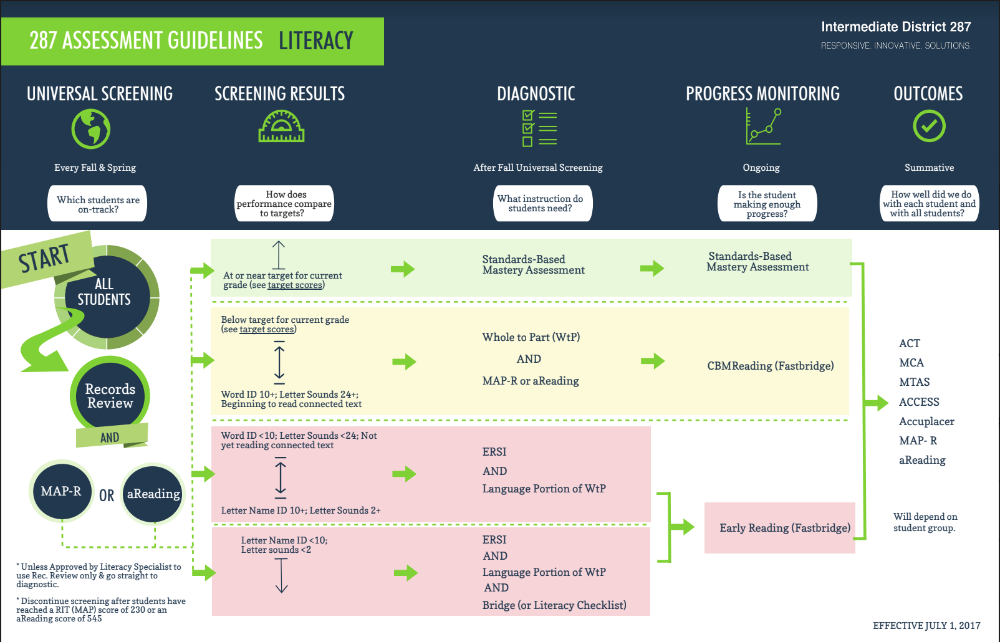 287 ASSESSMENT GUIDELINES LITERACY
Intermediate District 287
RESPONSIVE. INNOVATIVE. SOLUTIONS.
UNIVERSAL SCREENING
Every Fall & Spring
Which students are
on-track?
SCREENING RESULTS
How does
performance compare
to targets?
DIAGNOSTIC
After Fall Universal Screening
What instruction do
students need?
PROGRESS MONITORING
Ongoing
Is the student
making enough
progress?
OUTCOMES
Summative
How well did we do
with each student and
with all students?
START
ALL
STUDENTS
Records
Review
AND
MAP-R
OR
aReading
* Unless Approved by Literacy Specialist to
use Rec. Review only & go straight to
diagnostic.
* Discontinue screening after students have
reached a RIT (MAP) score of 230 or an
aReading score of 545
At or near target for current
grade (see target scores)
Standards-Based
Mastery Assessment
Standards-Based
Mastery Assessment
Below target for current grade
(see target scores)
Word ID 10+; Letter Sounds 24+;
Beginning to read connected text
Whole to Part (WtP)
AND
MAP-R or aReading
CBMReading (Fastbridge)
Word ID <10; Letter Sounds <24; Not
yet reading connected text
Letter Name ID 10+; Letter Sounds 2+
ERSI
AND
Language Portion of WtP
Letter Name ID <10;
Letter sounds <2
ERSI
AND
Language Portion of WtP
AND
Bridge (or Literacy Checklist)
Early Reading (Fastbridge)
ACT
MCA
MTAS
ACCESS
Accuplacer
MAP- R
aReading
Will depend on
student group.
EFFECTIVE JULY 1, 2017